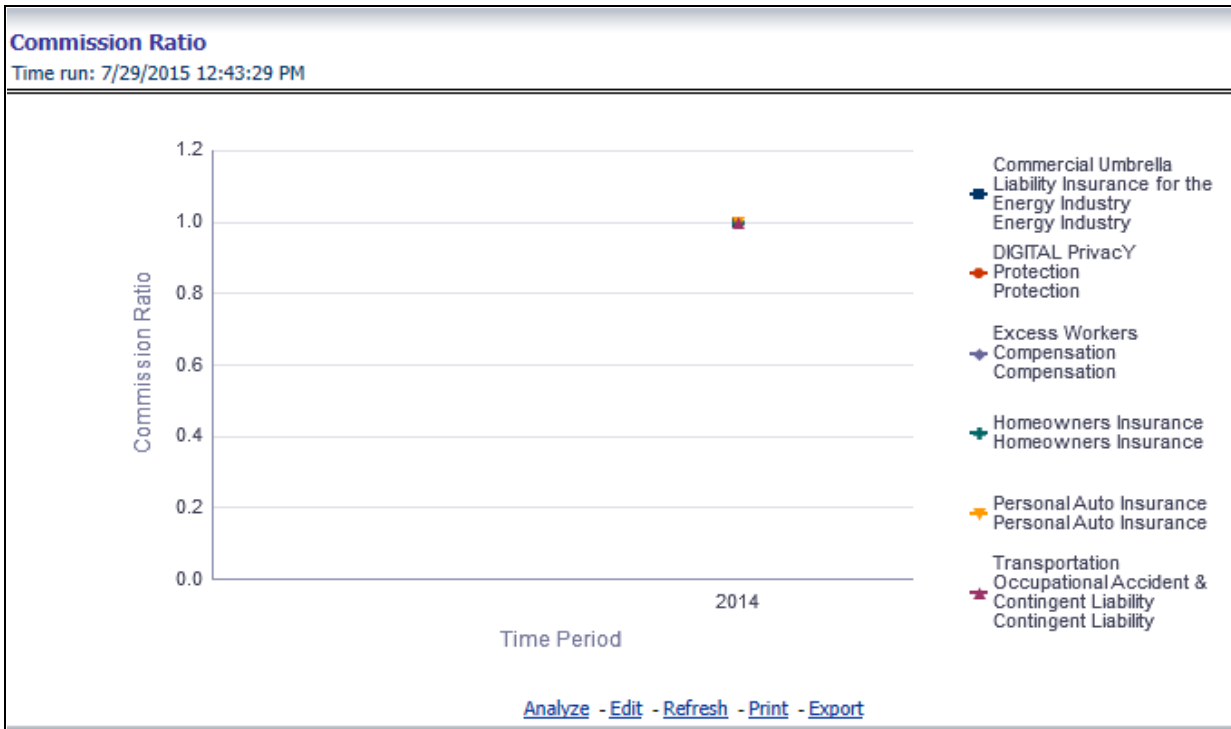 Commission Ratio
Time run: 7/29/2015 12:43:29 PM
1.2
1.0
0.8
0.6
0.4
0.2
0.0
Commission Ratio
2014
Time Period
Commercial Umbrella
Liability Insurance for the
Energy Industry
Energy Industry
DIGITAL PrivacY
Protection
Protection
Excess Workers
Compensation
Compensation
Homeowners Insurance
Homeowners Insurance
Personal Auto Insurance
Personal Auto Insurance
Transportation
Occupational Accident &
Contingent Liability
Contingent Liability
Analyze - Edit - Refresh - Print - Export